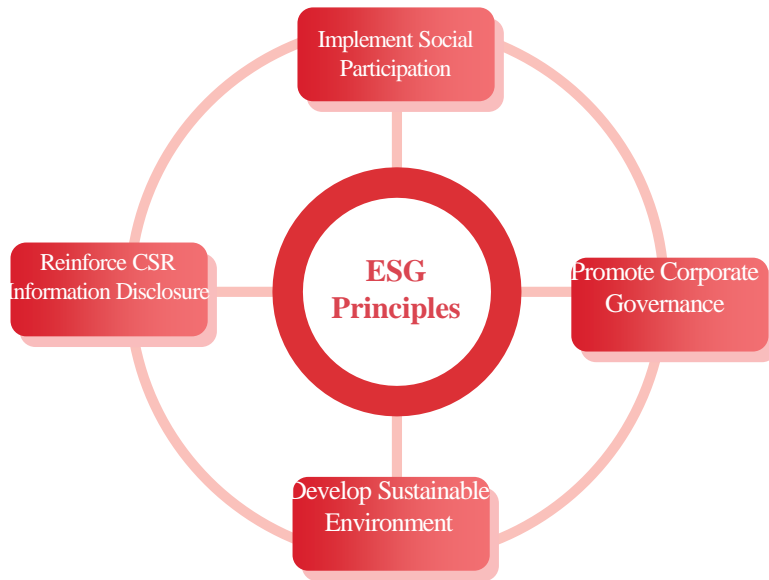 Implement Social
Participation
Reinforce CSR
Information Disclosure
ESG
Principles
Promote Corporate
Governance
Develop Sustainable
Environment